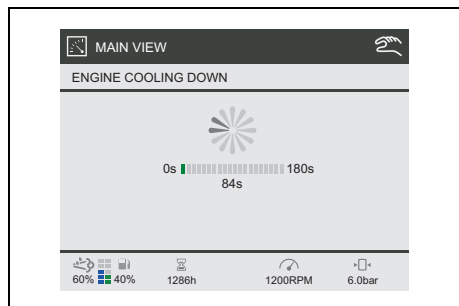 MAIN VIEW
ENGINE COOLING DOWN
0s 180s
84s
60% 40% 1286h 1200RPM 6.0bar